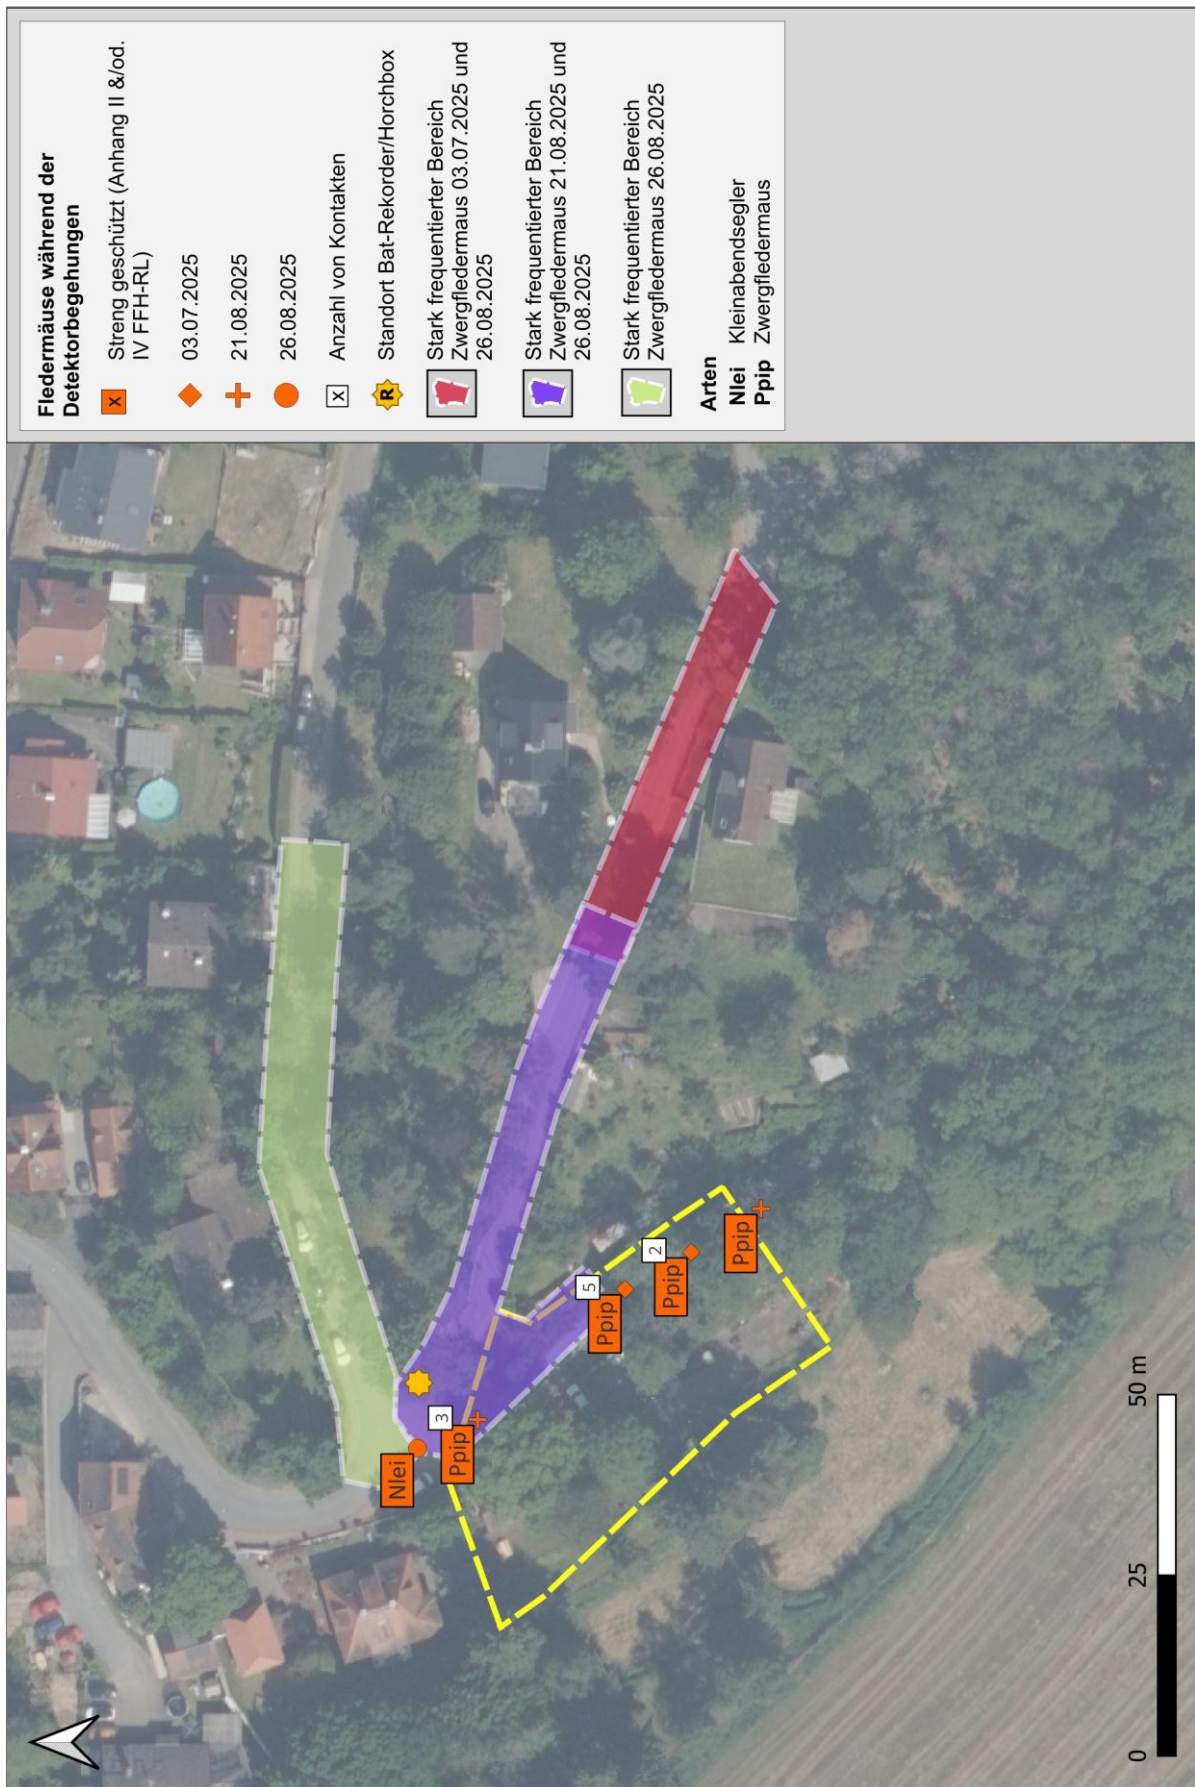 Fledermäuse während der
Detektorbegehungen
X
Streng geschützt (Anhang II &/od.
IV FFH-RL)
03.07.2025
21.08.2025
26.08.2025
X
Anzahl von Kontakten
R
Standort Bat-Rekorder/Horchbox
Stark frequentierter Bereich
Zwergfledermaus 03.07.2025 und
26.08.2025
Stark frequentierter Bereich
Zwergfledermaus 21.08.2025 und
26.08.2025
Stark frequentierter Bereich
Zwergfledermaus 26.08.2025
Arten
Nlei Kleinabendsegler
Ppip Zwergfledermaus
Nlei
3
Ppip
5
Ppip
2
Ppip
Ppip
0 25 50 m